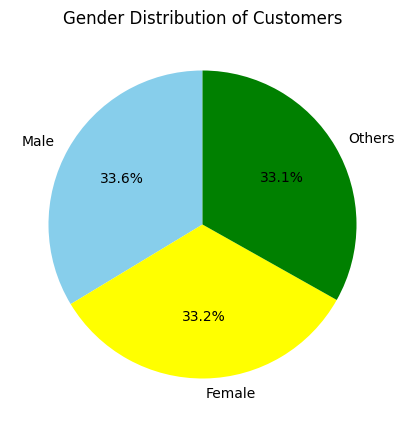 Gender Distribution of Customers
Others
Male
33.6%
33.1%
33.2%
Female